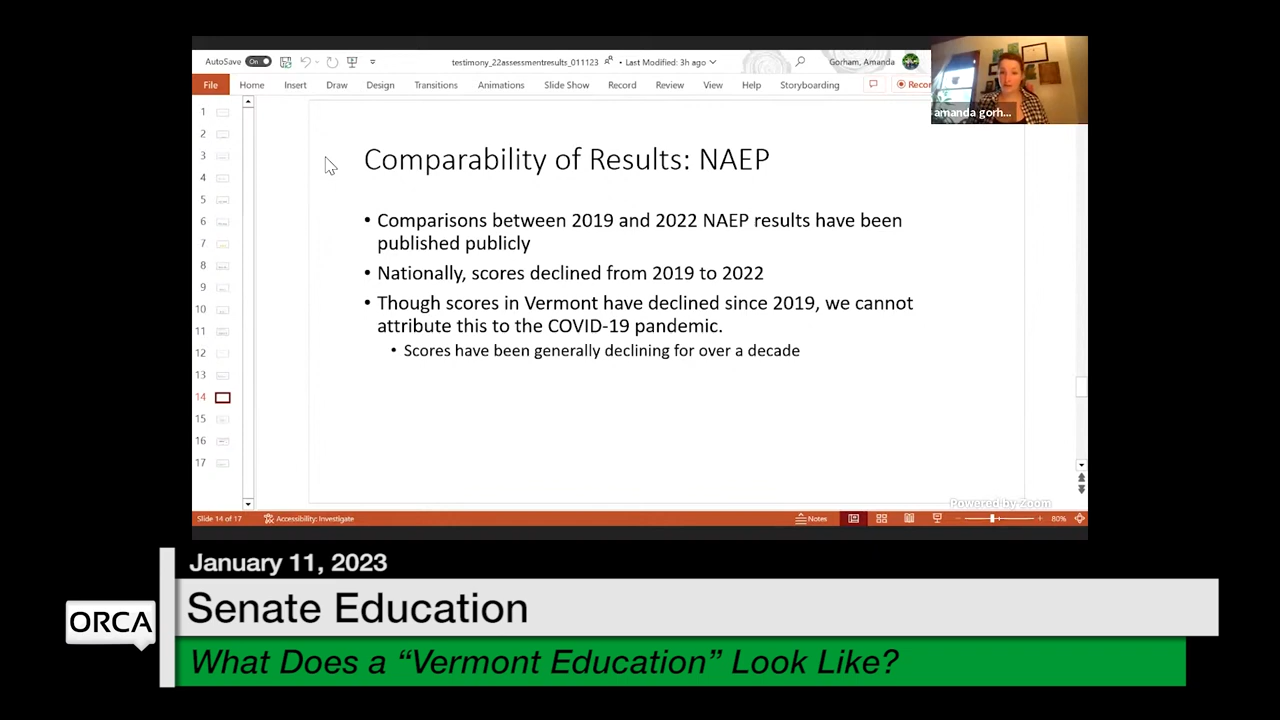 AutoSave On testimony_22assessmentresults_011123 • Last Modified: 3h ago Gorham, Amanda
File Home Insert Draw Design Transitions Animations Slide Show Record Review View Help Storyboarding
amanda gorh...
1
2
3
4
5
6
7
8
9
10
11
12
13
14
15
16
17
Comparability of Results: NAEP
• Comparisons between 2019 and 2022 NAEP results have been
published publicly
• Nationally, scores declined from 2019 to 2022
• Though scores in Vermont have declined since 2019, we cannot
attribute this to the COVID-19 pandemic.
• Scores have been generally declining for over a decade
Powered by Zoom
Slide 14 of 17 Accessibility: Investigate Notes 80%
January 11, 2023
Senate Education
ORCA
What Does a “Vermont Education” Look Like?